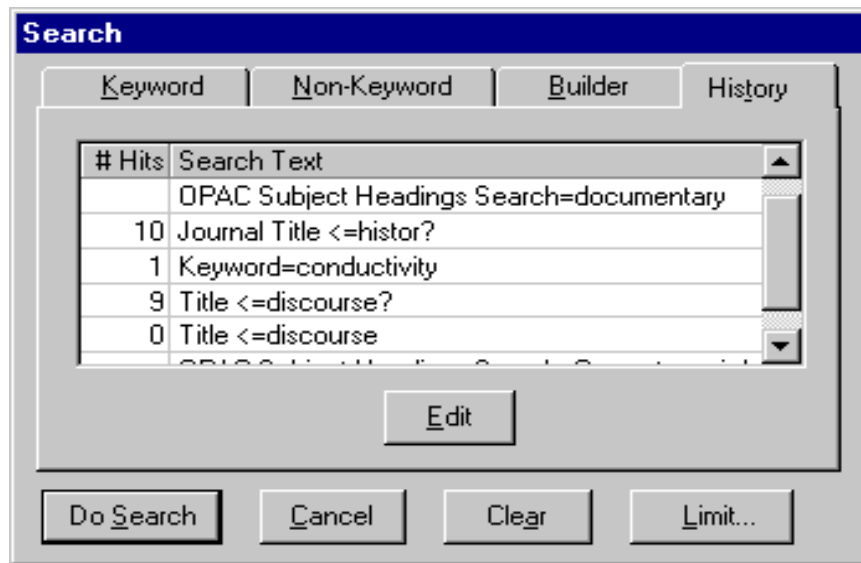 Search
Keyword Non-Keyword Builder History
# Hits Search Text
OPAC Subject Headings Search=documentary
10 Journal Title <=histor?
1 Keyword=conductivity
9 Title <=discourse?
0 Title <=discourse
Edit
Do Search Cancel Clear Limit...